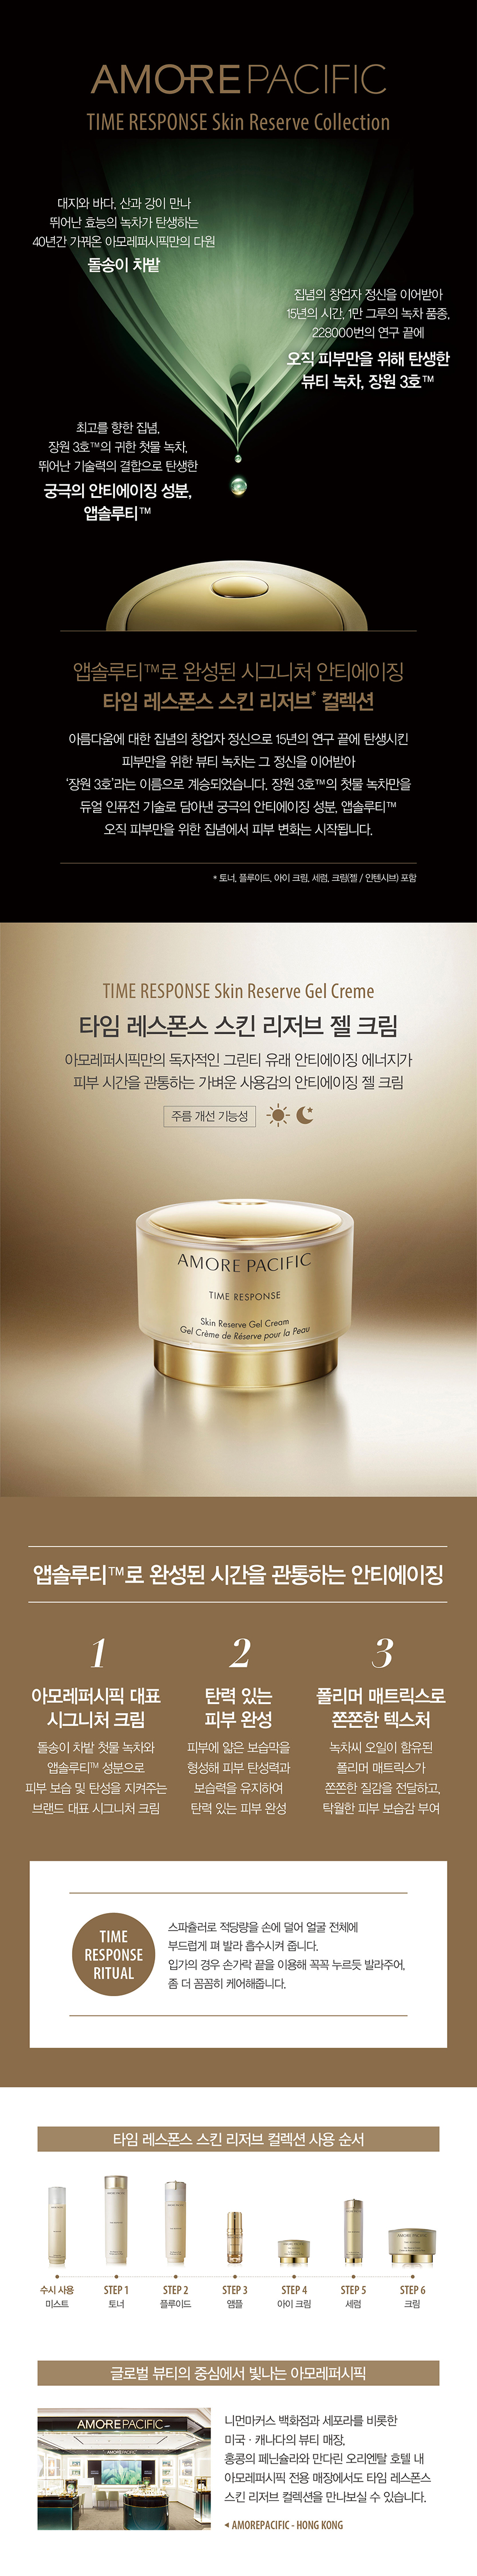 AMOREPACIFIC
TIME RESPONSE Skin Reserve Collection
대지와 바다, 산과 강이 만나
뛰어난 효능의 녹차가 탄생하는
40년간 가꿔온 아모레퍼시픽만의 다원
돌송이 차밭
집념의 창업자 정신을 이어받아
15년의 시간, 1만 그루의 녹차 품종,
228000번의 연구 끝에
오직 피부만을 위해 탄생한
뷰티 녹차, 장원 3호™
최고를 향한 집념,
장원 3호™의 귀한 첫물 녹차,
뛰어난 기술력의 결합으로 탄생한
궁극의 안티에이징 성분,
앱솔루티™
앱솔루티™로 완성된 시그니처 안티에이징
타임 레스폰스 스킨 리저브* 컬렉션
아름다움에 대한 집념의 창업자 정신으로 15년의 연구 끝에 탄생시킨
피부만을 위한 뷰티 녹차는 그 정신을 이어받아
‘장원 3호’라는 이름으로 계승되었습니다. 장원 3호™의 첫물 녹차만을
듀얼 인퓨전 기술로 담아낸 궁극의 안티에이징 성분, 앱솔루티™
오직 피부만을 위한 집념에서 피부 변화는 시작됩니다.
* 토너, 플루이드, 아이 크림, 세럼, 크림(젤 / 인텐시브) 포함
TIME RESPONSE Skin Reserve Gel Creme
타임 레스폰스 스킨 리저브 젤 크림
아모레퍼시픽만의 독자적인 그린티 유래 안티에이징 에너지가
피부 시간을 관통하는 가벼운 사용감의 안티에이징 젤 크림
주름 개선 기능성
AMORE PACIFIC
TIME RESPONSE
Skin Reserve Gel Cream
Gel Crème de Réserve pour la Peau
앱솔루티™로 완성된 시간을 관통하는 안티에이징
1
아모레퍼시픽 대표
시그니처 크림
돌송이 차밭 첫물 녹차와
앱솔루티™ 성분으로
피부 보습 및 탄성을 지켜주는
브랜드 대표 시그니처 크림
2
탄력 있는
피부 완성
피부에 얇은 보습막을
형성해 피부 탄성력과
보습력을 유지하여
탄력 있는 피부 완성
3
폴리머 매트릭스로
쫀쫀한 텍스처
녹차씨 오일이 함유된
폴리머 매트릭스가
쫀쫀한 질감을 전달하고,
탁월한 피부 보습감 부여
TIME
RESPONSE
RITUAL
스파츌러로 적당량을 손에 덜어 얼굴 전체에
부드럽게 펴 발라 흡수시켜 줍니다.
입가의 경우 손가락 끝을 이용해 꼭꼭 누르듯 발라주어,
좀 더 꼼꼼히 케어해줍니다.
타임 레스폰스 스킨 리저브 컬렉션 사용 순서
수시 사용
미스트
STEP 1
토너
STEP 2
플루이드
STEP 3
앰플
STEP 4
아이 크림
STEP 5
세럼
STEP 6
크림
글로벌 뷰티의 중심에서 빛나는 아모레퍼시픽
AMOREPACIFIC
AMOREPACIFIC
니먼마커스 백화점과 세포라를 비롯한
미국 · 캐나다의 뷰티 매장,
홍콩의 페닌슐라와 만다린 오리엔탈 호텔 내
아모레퍼시픽 전용 매장에서도 타임 레스폰스
스킨 리저브 컬렉션을 만나보실 수 있습니다.
◂ AMOREPACIFIC - HONG KONG